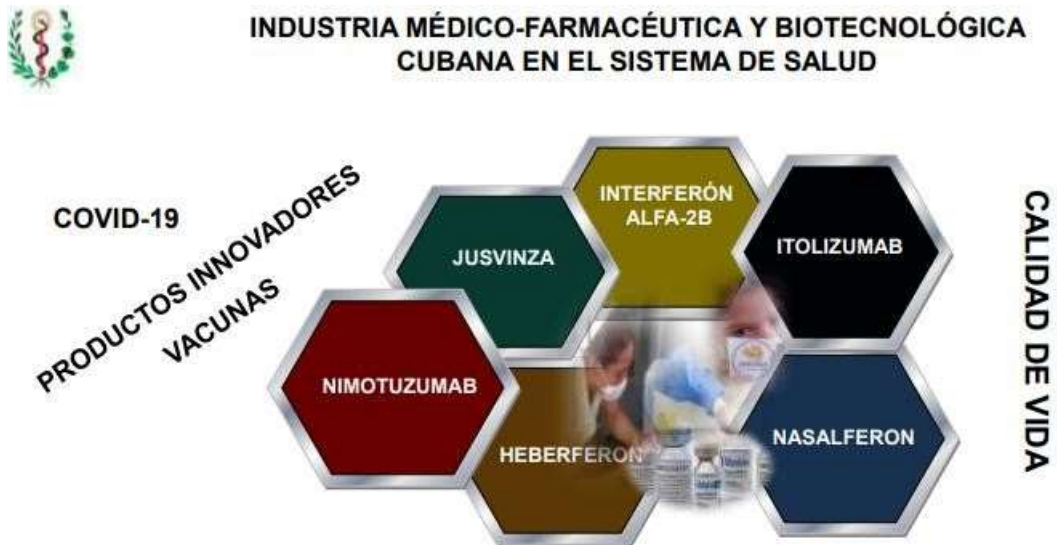 INDUSTRIA MÉDICO-FARMACÉUTICA Y BIOTECNOLÓGICA
CUBANA EN EL SISTEMA DE SALUD
COVID-19
PRODUCTOS INNOVADORES
VACUNAS
JUSVINZA
INTERFERÓN
ALFA-2B
ITOLIZUMAB
NIMOTUZUMAB
HEBERFERON
NASALFERON
CALIDAD DE VIDA